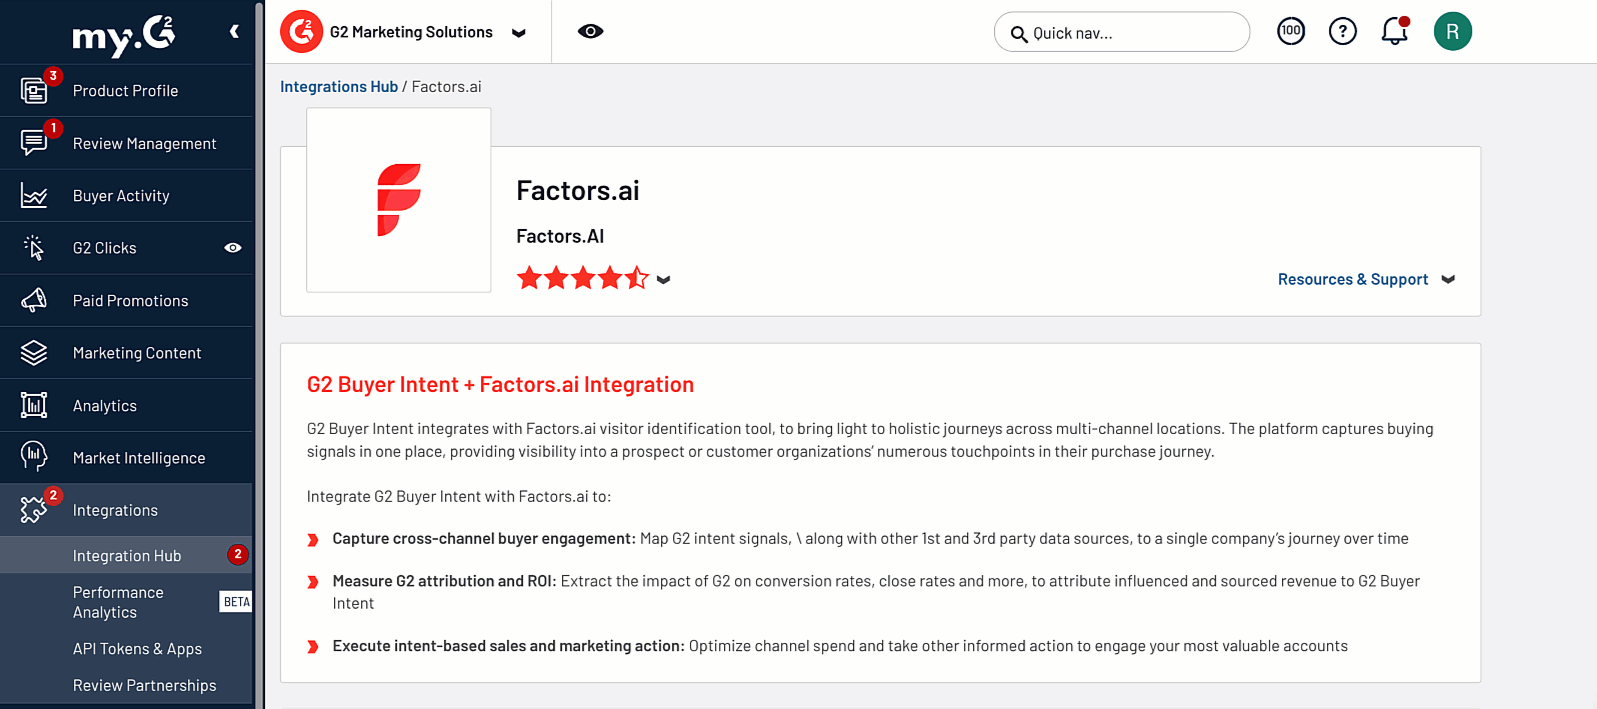 my.G2
3
Product Profile
1
Review Management
Buyer Activity
G2 Clicks
Paid Promotions
Marketing Content
Analytics
Market Intelligence
2
Integrations
Integration Hub 2
Performance
Analytics
BETA
API Tokens & Apps
Review Partnerships
G2 G2 Marketing Solutions
Quick nav...
100
?
R
Integrations Hub / Factors.ai
Factors.ai
Factors.AI
Resources & Support
G2 Buyer Intent + Factors.ai Integration
G2 Buyer Intent integrates with Factors.ai visitor identification tool, to bring light to holistic journeys across multi-channel locations. The platform captures buying
signals in one place, providing visibility into a prospect or customer organizations’ numerous touchpoints in their purchase journey.
Integrate G2 Buyer Intent with Factors.ai to:
Capture cross-channel buyer engagement: Map G2 intent signals, \ along with other 1st and 3rd party data sources, to a single company’s journey over time
Measure G2 attribution and ROI: Extract the impact of G2 on conversion rates, close rates and more, to attribute influenced and sourced revenue to G2 Buyer
Intent
Execute intent-based sales and marketing action: Optimize channel spend and take other informed action to engage your most valuable accounts